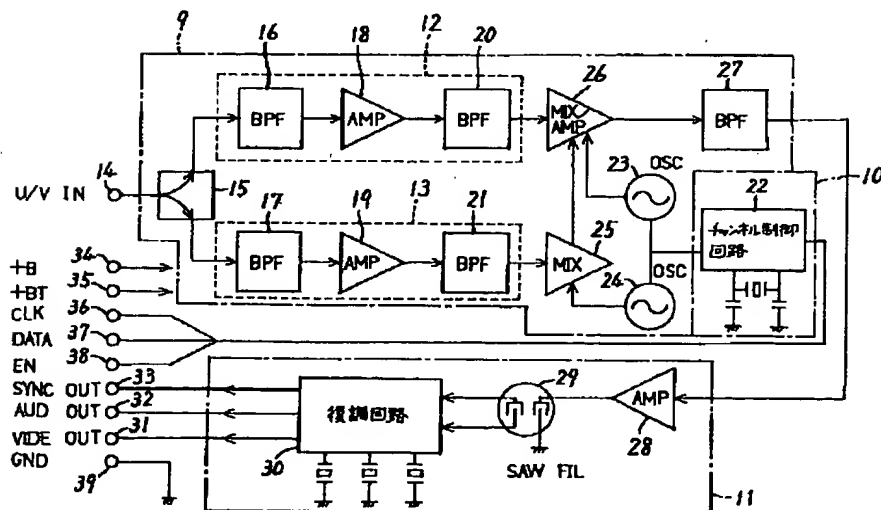 9
16
18
12
20
26
27
BPF
AMP
BPF
MIX
AMP
BPF
23
OSC
10
U/V IN
14
15
22
17
19
13
21
25
チャンネル制御
回路
BPF
AMP
BPF
MIX
OSC
24
+B
34
+BT
35
CLK
36
DATA
37
EN
38
SYNC OUT
33
AUD OUT
32
VIDE OUT
31
GND
39
復調回路
30
29
SAW FIL
AMP
28
11